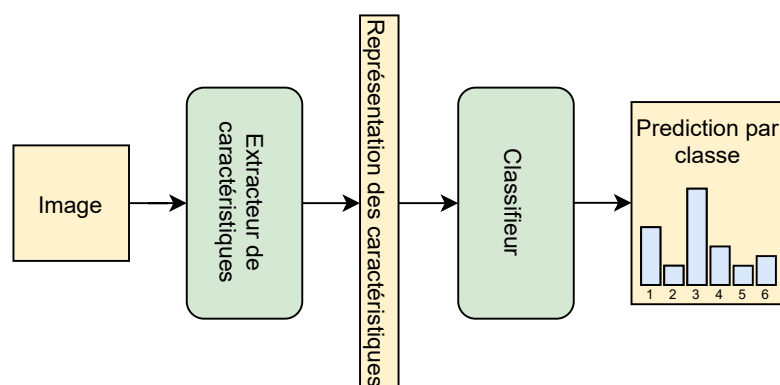 Image
Extracteur de
caractéristiques
Représentation des caractéristiques
Classifieur
Prediction par
classe
1 2 3 4 5 6